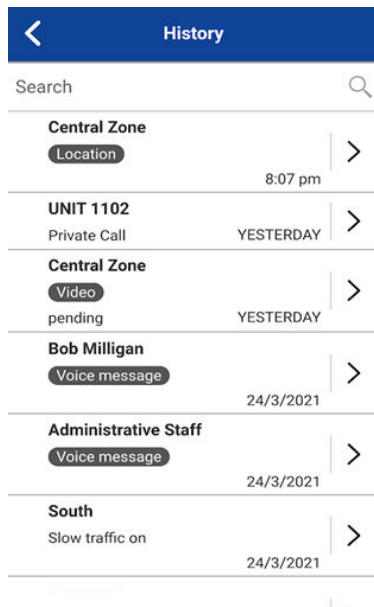 History
Search
Central Zone
Location
8:07 pm
UNIT 1102
Private Call YESTERDAY
Central Zone
Video
pending YESTERDAY
Bob Milligan
Voice message
24/3/2021
Administrative Staff
Voice message
24/3/2021
South
Slow traffic on
24/3/2021